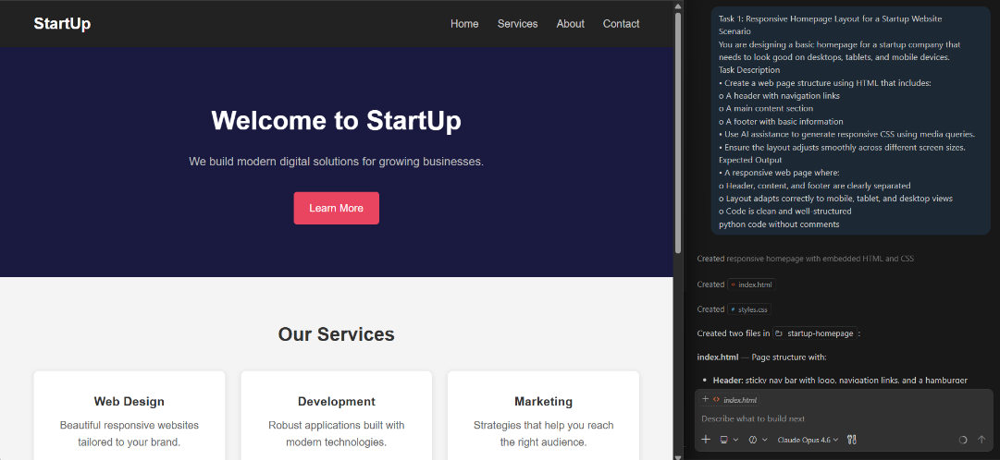 StartUp
Home Services About Contact
Welcome to StartUp
We build modern digital solutions for growing businesses.
Learn More
Our Services
Web Design
Beautiful responsive websites
tailored to your brand.
Development
Robust applications built with
modern technologies.
Marketing
Strategies that help you reach
the right audience.
Task 1: Responsive Homepage Layout for a Startup Website
Scenario
You are designing a basic homepage for a startup company that
needs to look good on desktops, tablets, and mobile devices.
Task Description
• Create a web page structure using HTML that includes:
o A header with navigation links
o A main content section
o A footer with basic information
• Use AI assistance to generate responsive CSS using media queries.
• Ensure the layout adjusts smoothly across different screen sizes.
Expected Output
• A responsive web page where:
o Header, content, and footer are clearly separated
o Layout adapts correctly to mobile, tablet, and desktop views
o Code is clean and well-structured
python code without comments
Created responsive homepage with embedded HTML and CSS
Created <> index.html
Created # styles.css
Created two files in startup-homepage :
index.html — Page structure with:
• Header: sticky nav bar with logo, navigation links, and a hamburger
+ <> index.html
Describe what to build next
Claude Opus 4.6